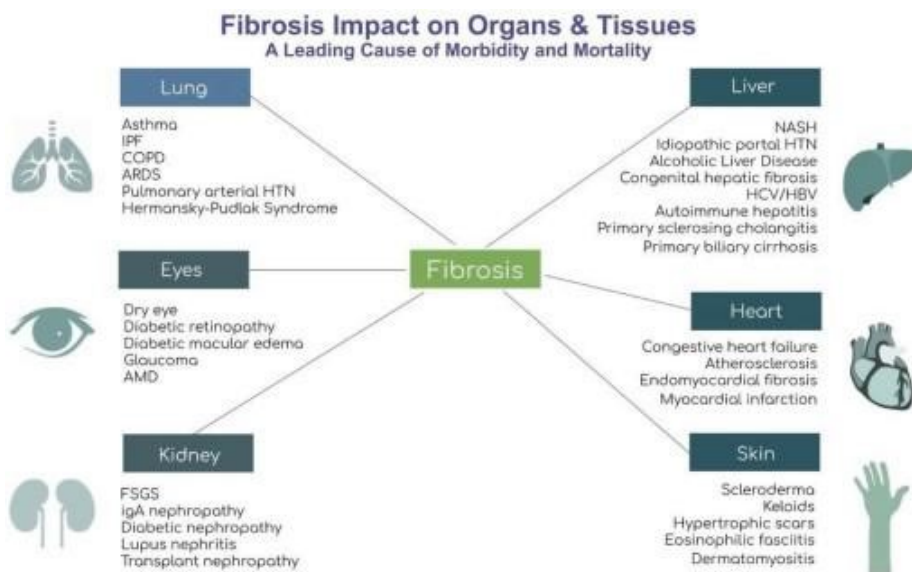 Fibrosis Impact on Organs & Tissues
A Leading Cause of Morbidity and Mortality
Lung
Asthma
IPF
COPD
ARDS
Pulmonary arterial HTN
Hermansky-Pudlak Syndrome
Eyes
Dry eye
Diabetic retinopathy
Diabetic macular edema
Glaucoma
AMD
Kidney
FSGS
igA nephropathy
Diabetic nephropathy
Lupus nephritis
Transplant nephropathy
Fibrosis
Liver
NASH
Idiopathic portal HTN
Alcoholic Liver Disease
Congenital hepatic fibrosis
HCV/HBV
Autoimmune hepotitis
Primary sclerosing cholangitis
Primary biliary cirrhosis
Heart
Congestive heart failure
Atherosclerosis
Endomyocardial fibrosis
Myocardial infarction
Skin
Scleroderma
Keloids
Hypertrophic scars
Eosinophilic fasciitis
Dermatomyositis